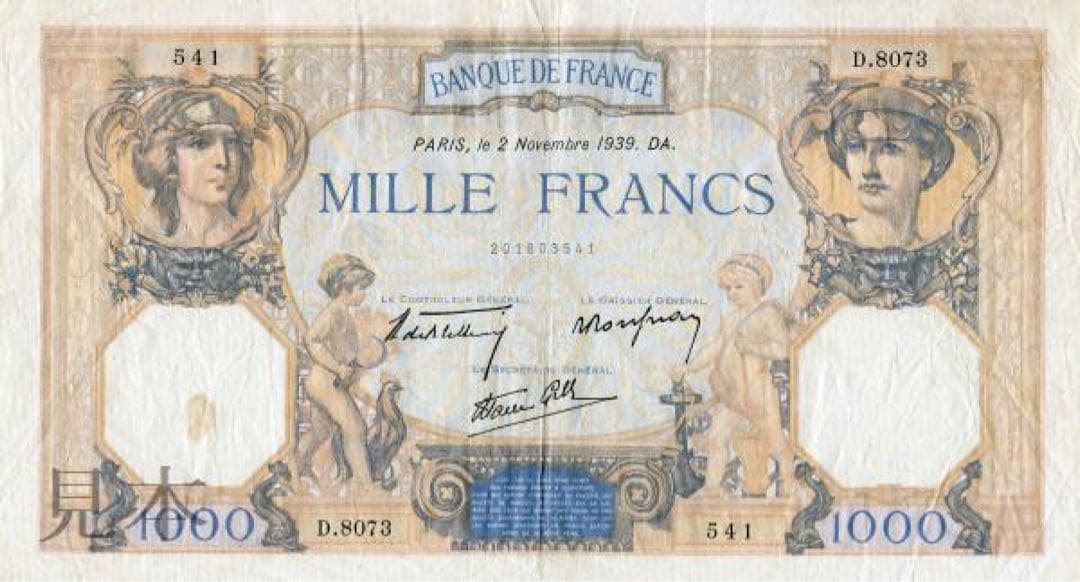 541
D.8073
BANQUE DE FRANCE
PARIS, le 2 Novembre 1939. DA.
MILLE FRANCS
201803541
LE CONTROLEUR GÉNÉRAL
LE CAISSIER GÉNÉRAL
LE SECRÉTAIRE GÉNÉRAL
見本
1000
D.8073
541
1000